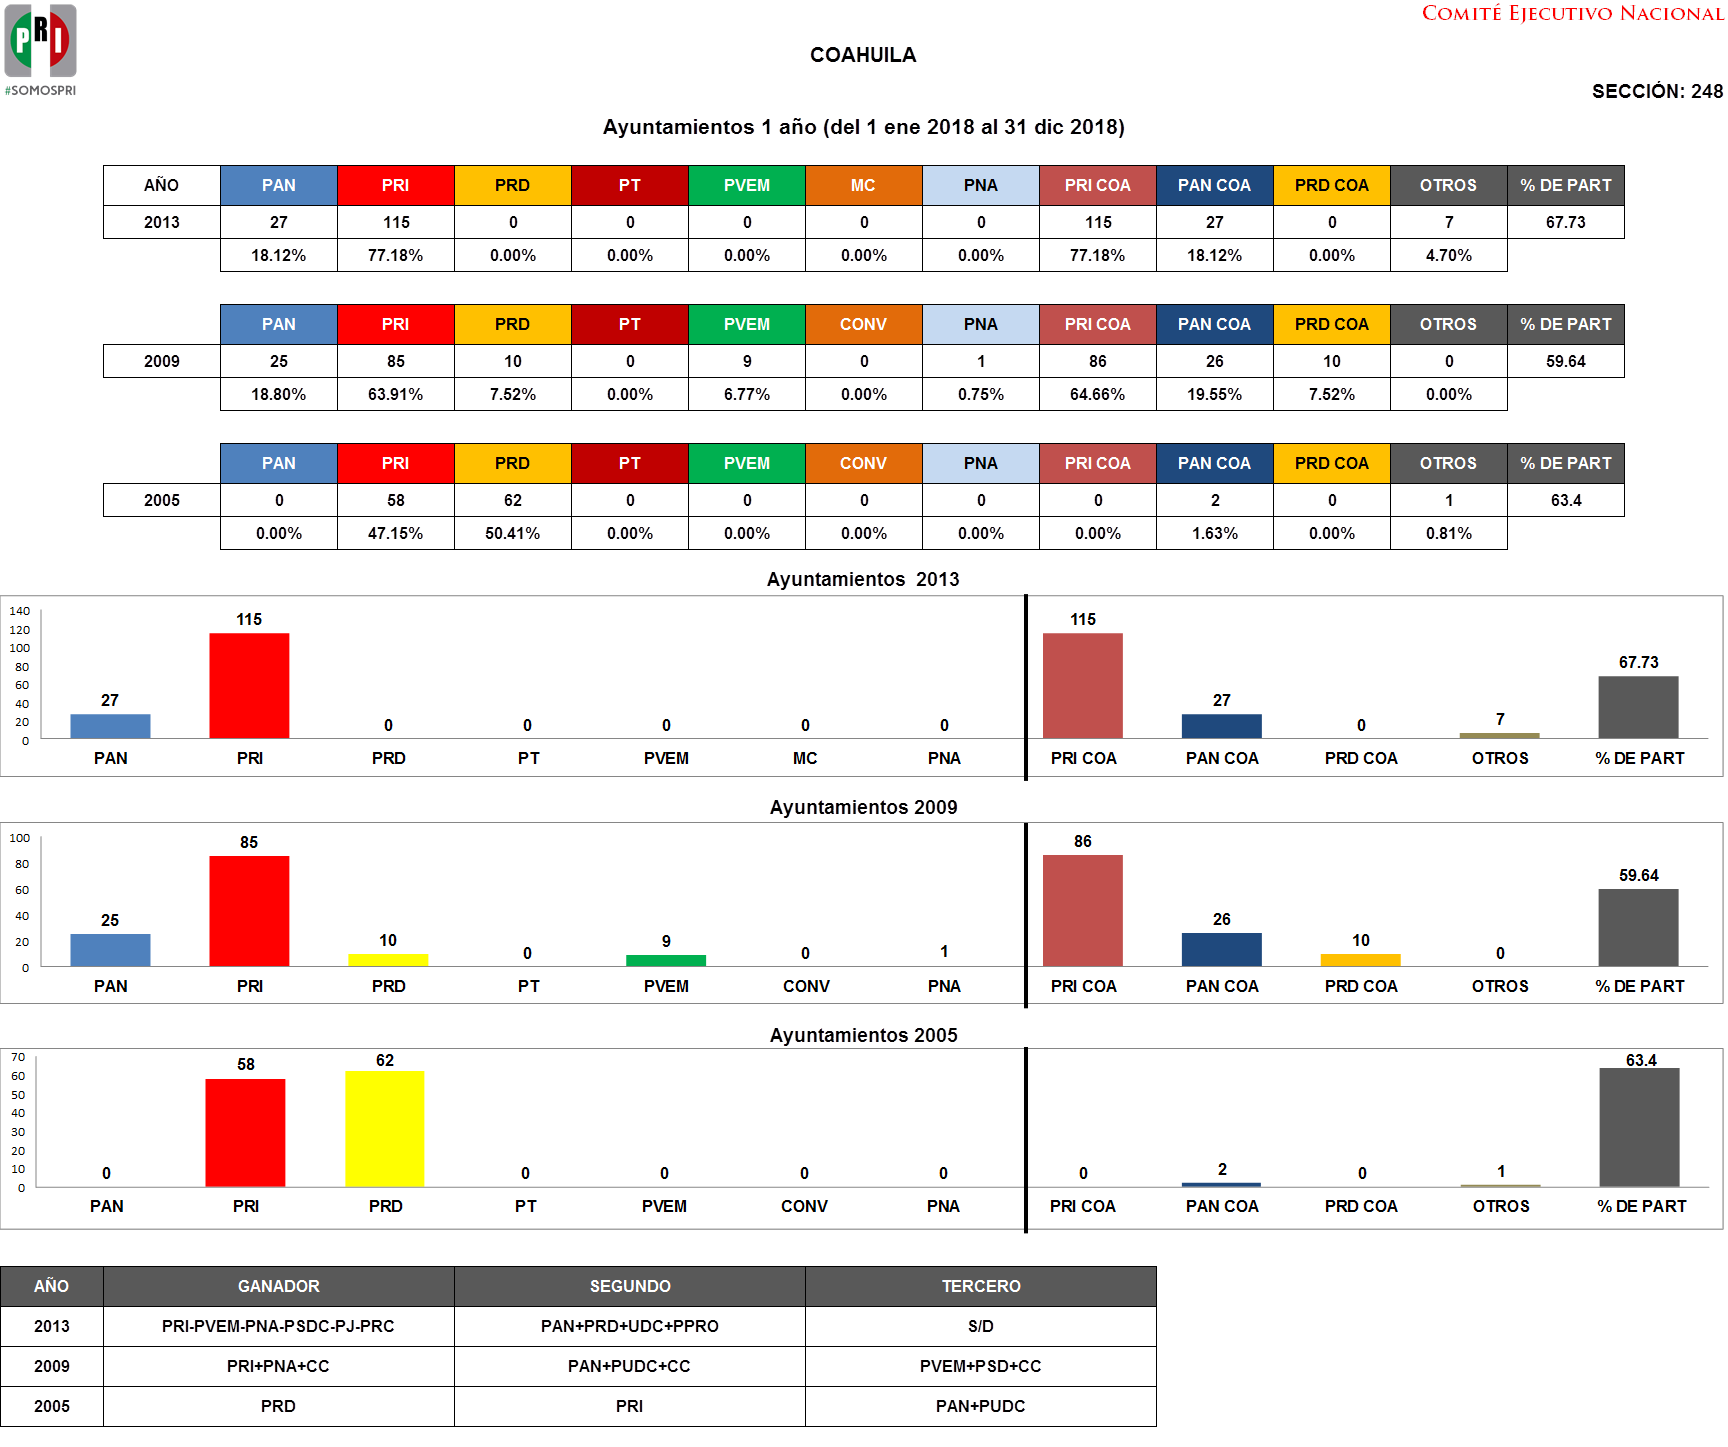 PRI
#SOMOSPRI
COMITÉ EJECUTIVO NACIONAL
COAHUILA
SECCIÓN: 248
Ayuntamientos 1 año (del 1 ene 2018 al 31 dic 2018)
AÑO PAN PRI PRD PT PVEM MC PNA PRI COA PAN COA PRD COA OTROS % DE PART
2013 27 115 0 0 0 0 0 115 27 0 7 67.73
18.12% 77.18% 0.00% 0.00% 0.00% 0.00% 0.00% 77.18% 18.12% 0.00% 4.70%
PAN PRI PRD PT PVEM CONV PNA PRI COA PAN COA PRD COA OTROS % DE PART
2009 25 85 10 0 9 0 1 86 26 10 0 59.64
18.80% 63.91% 7.52% 0.00% 6.77% 0.00% 0.75% 64.66% 19.55% 7.52% 0.00%
PAN PRI PRD PT PVEM CONV PNA PRI COA PAN COA PRD COA OTROS % DE PART
2005 0 58 62 0 0 0 0 0 2 0 1 63.4
0.00% 47.15% 50.41% 0.00% 0.00% 0.00% 0.00% 0.00% 1.63% 0.00% 0.81%
Ayuntamientos 2013
140
120
100
80
60
40
20
0
27 115 0 0 0 0 0 115 27 0 7 67.73
PAN PRI PRD PT PVEM MC PNA PRI COA PAN COA PRD COA OTROS % DE PART
Ayuntamientos 2009
100
80
60
40
20
0
25 85 10 0 9 0 1 86 26 10 0 59.64
PAN PRI PRD PT PVEM CONV PNA PRI COA PAN COA PRD COA OTROS % DE PART
Ayuntamientos 2005
70
60
50
40
30
20
10
0
0 58 62 0 0 0 0 0 2 0 1 63.4
PAN PRI PRD PT PVEM CONV PNA PRI COA PAN COA PRD COA OTROS % DE PART
AÑO GANADOR SEGUNDO TERCERO
2013 PRI-PVEM-PNA-PSDC-PJ-PRC PAN+PRD+UDC+PPRO S/D
2009 PRI+PNA+CC PAN+PUDC+CC PVEM+PSD+CC
2005 PRD PRI PAN+PUDC